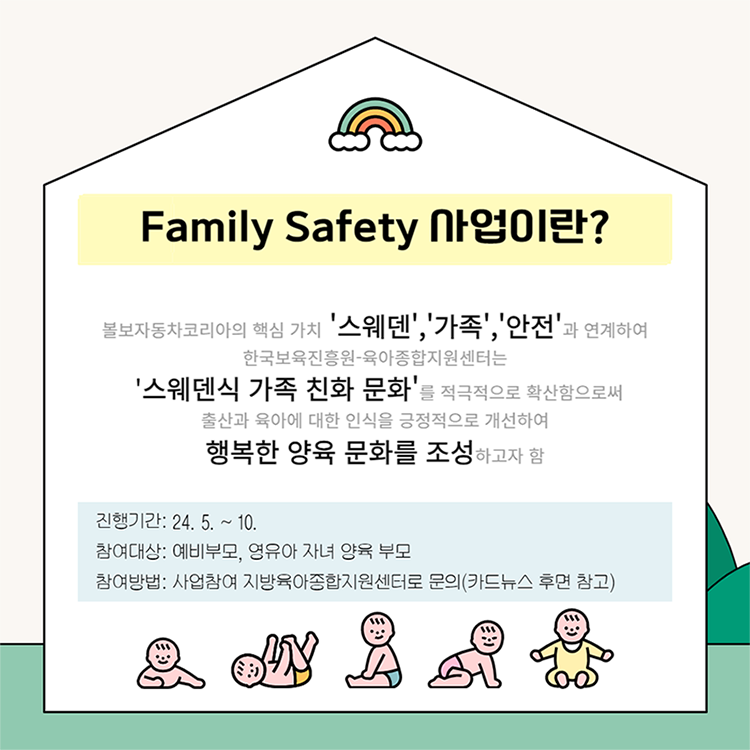 Family Safety 사업이란?
볼보자동차코리아의 핵심 가치 '스웨덴','가족','안전'과 연계하여
한국보육진흥원-육아종합지원센터는
'스웨덴식 가족 친화 문화'를 적극적으로 확산함으로써
출산과 육아에 대한 인식을 긍정적으로 개선하여
행복한 양육 문화를 조성하고자 함
진행기간: 24. 5. ~ 10.
참여대상: 예비부모, 영유아 자녀 양육 부모
참여방법: 사업참여 지방육아종합지원센터로 문의(카드뉴스 후면 참고)